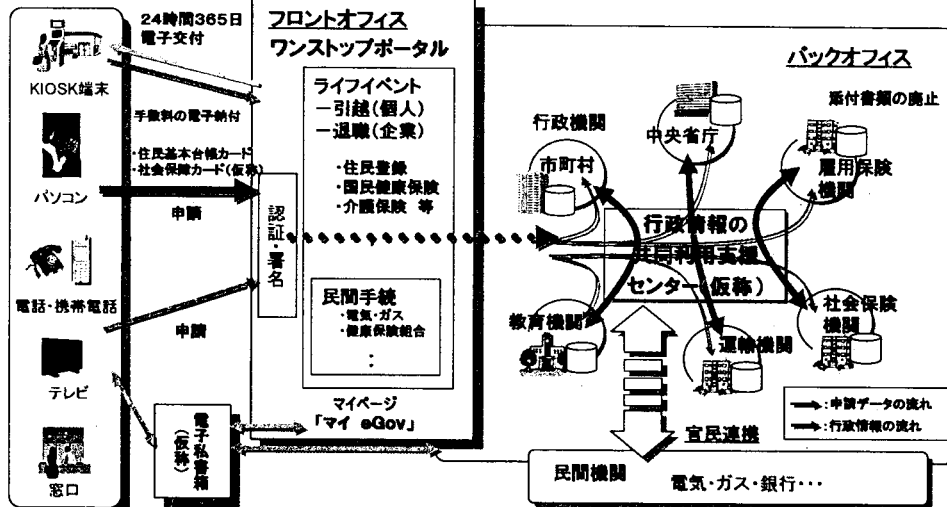 24時間365日
電子交付
KIOSK端末
手数料の電子納付
・住民基本台帳カード
・社会保障カード(仮称)
パソコン
申請
電話・携帯電話
申請
テレビ
窓口
電子私書箱
(仮称)
フロントオフィス
ワンストップポータル
認証・署名
ライフイベント
ー引越(個人)
ー退職(企業)
・住民登録
・国民健康保険
・介護保険 等
民間手続
・電気・ガス
・健康保険組合
:
マイページ
「マイ eGov」
バックオフィス
添付書類の廃止
行政機関
中央省庁
市町村
雇用保険
機関
行政情報の
共同利用支援
センター(仮称)
教育機関
運輸機関
社会保険
機関
:申請データの流れ
:行政情報の流れ
官民連携
民間機関
電気・ガス・銀行・・・